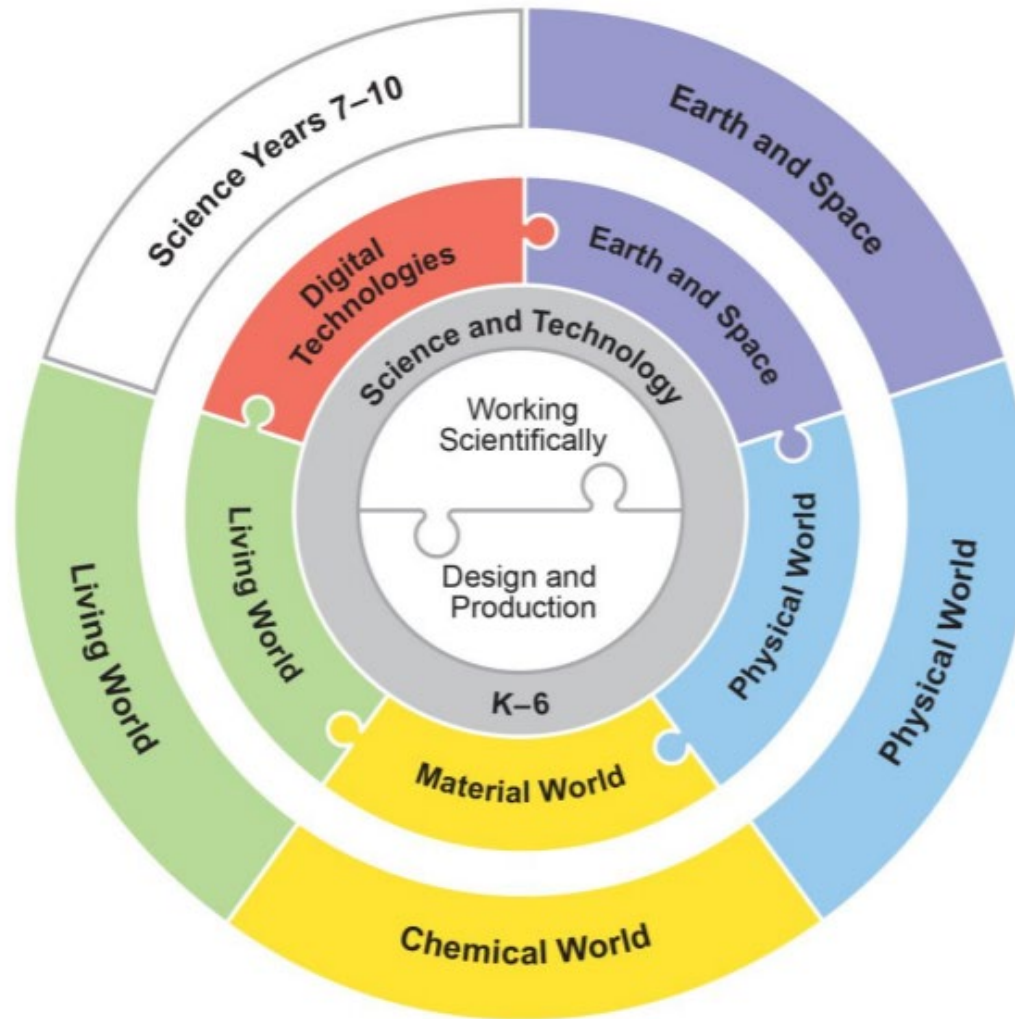 Science Years 7–10
Earth and Space
Physical World
Chemical World
Living World
Digital
Technologies
Earth and Space
Physical World
Material World
Living World
Science and Technology
K–6
Working
Scientifically
Design and
Production